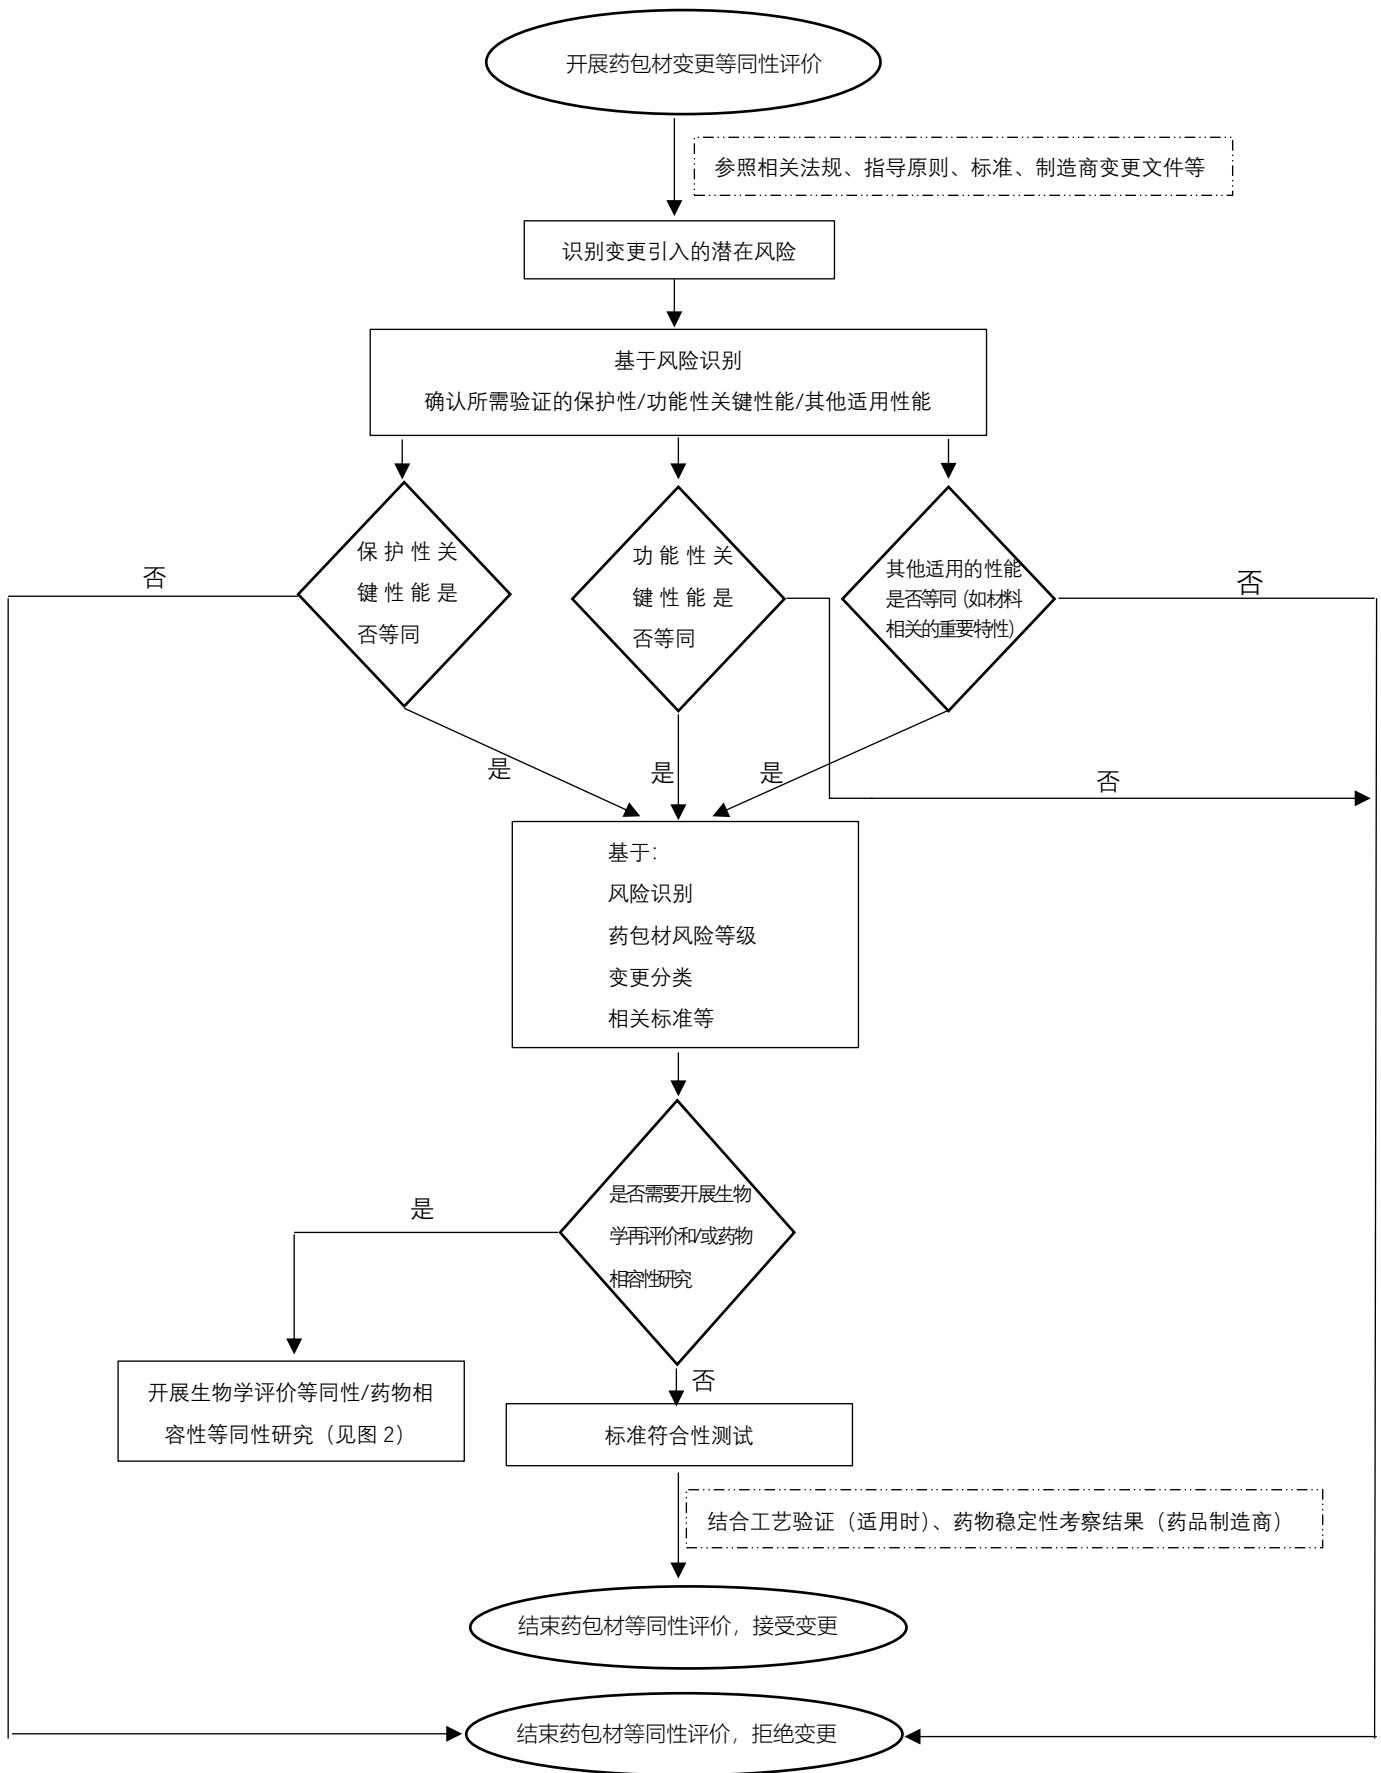 开展药包材变更等同性评价
参照相关法规、指导原则、标准、制造商变更文件等
识别变更引入的潜在风险
基于风险识别
确认所需验证的保护性/功能性关键性能/其他适用性能
保护性关
键性能是
否等同
功能性关
键性能是
否等同
其他适用的性能
是否等同（如材料
相关的重要特性）
否
否
是
是
是
否
基于：
风险识别
药包材风险等级
变更分类
相关标准等
是否需要开展生物
学再评价和/或药物
相容性研究
是
否
开展生物学评价等同性/药物相
容性等同性研究（见图 2）
标准符合性测试
结合工艺验证（适用时）、药物稳定性考察结果（药品制造商）
结束药包材等同性评价，接受变更
结束药包材等同性评价，拒绝变更